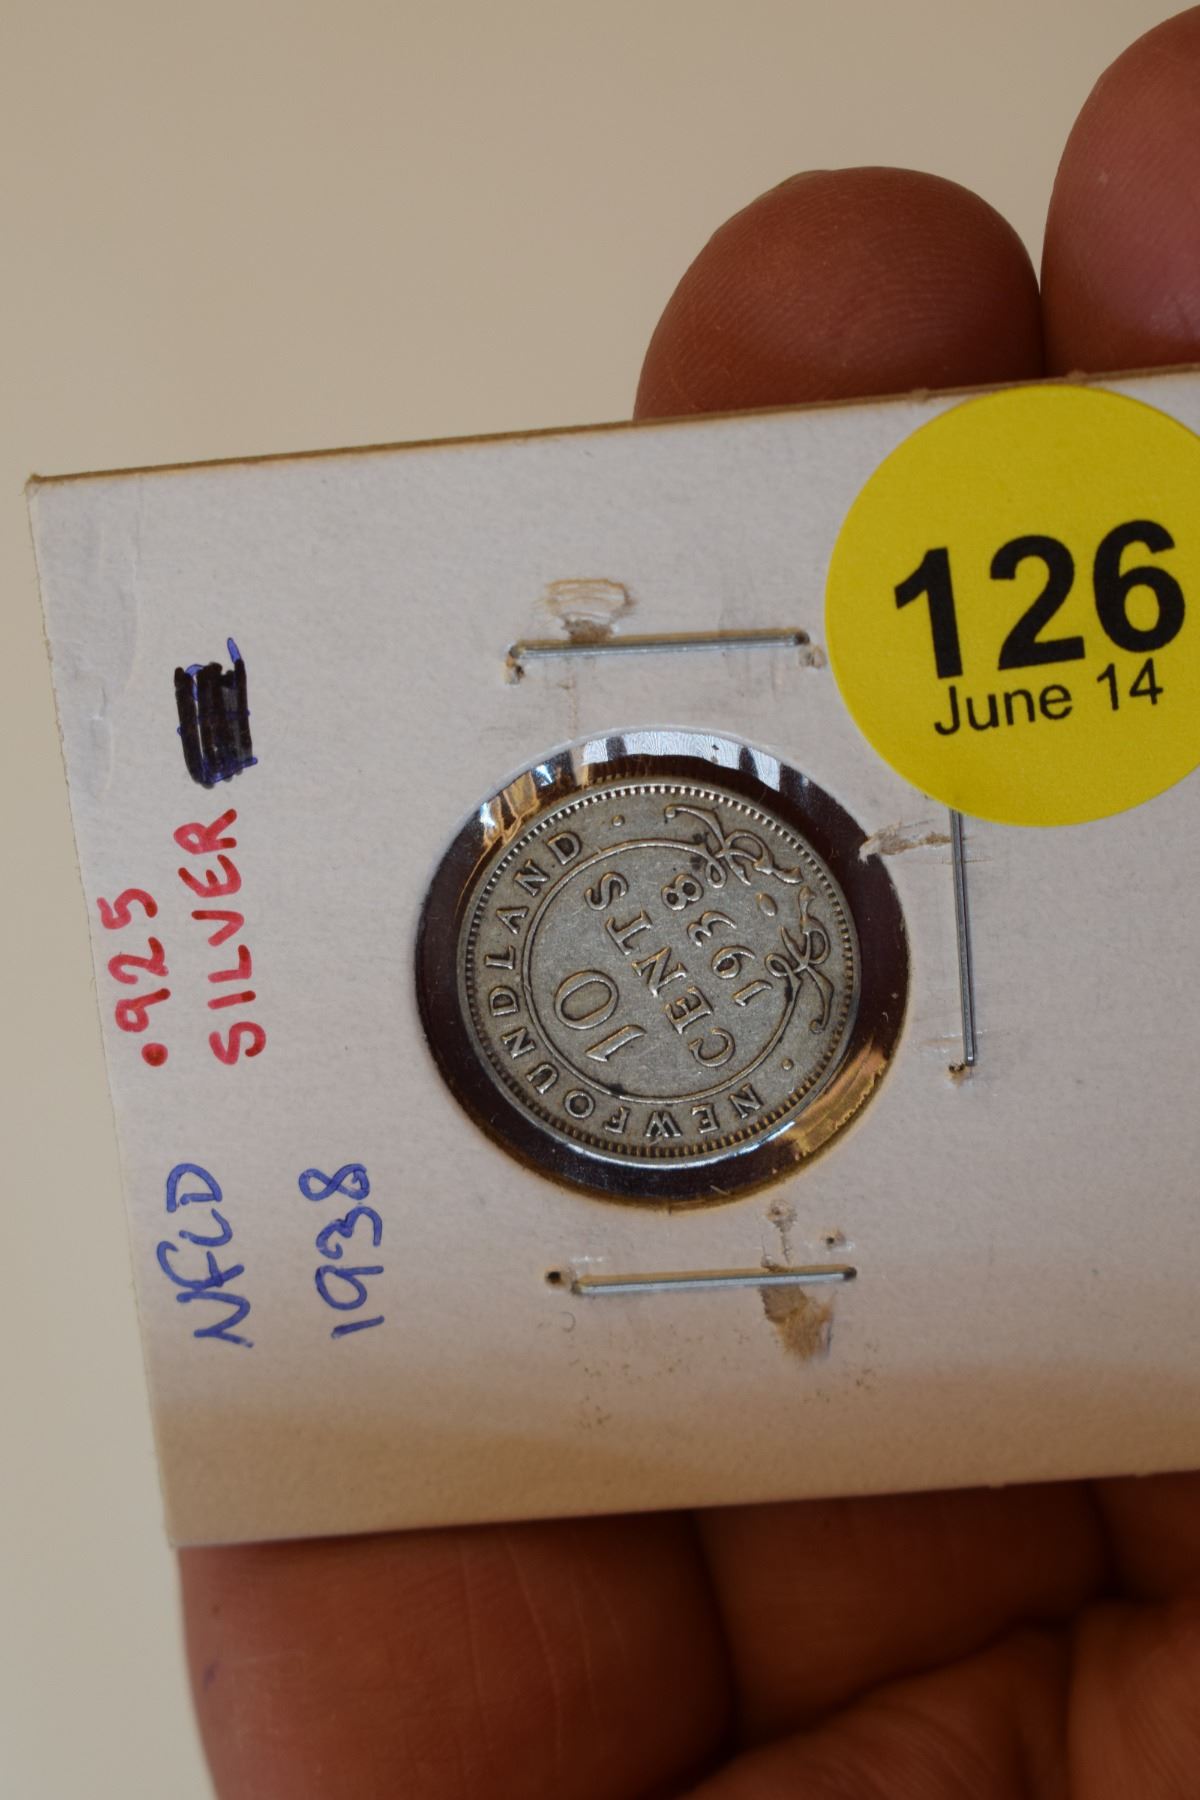 126
June 14
.925
SILVER
NFLD
1938
NEWFOUNDLAND
10
CENTS
1938